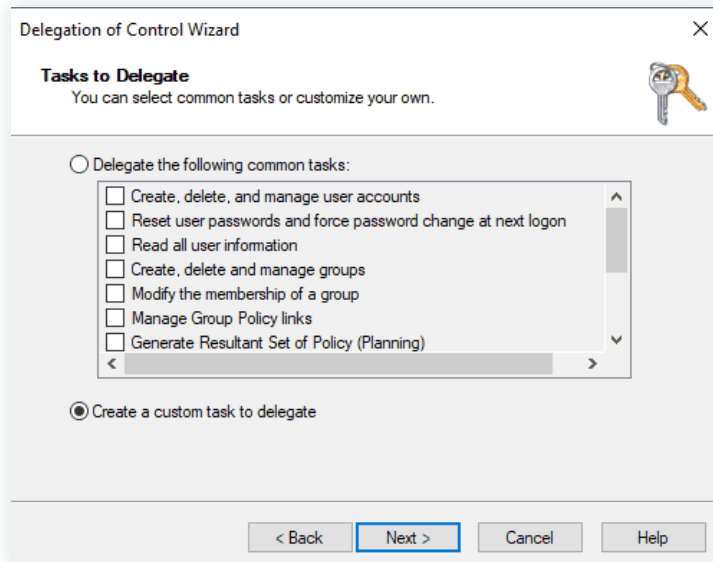 Delegation of Control Wizard
Tasks to Delegate
You can select common tasks or customize your own.
Delegate the following common tasks:
Create, delete, and manage user accounts
Reset user passwords and force password change at next logon
Read all user information
Create, delete and manage groups
Modify the membership of a group
Manage Group Policy links
Generate Resultant Set of Policy (Planning)
Create a custom task to delegate
< Back Next > Cancel Help